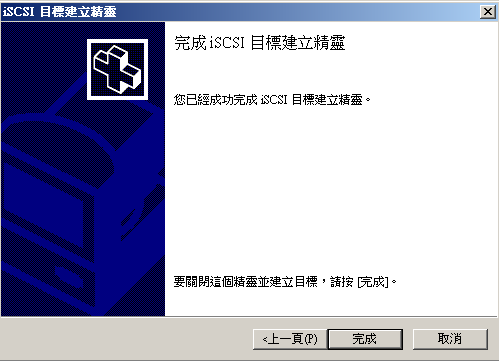 iSCSI 目標建立精靈
完成 iSCSI 目標建立精靈
您已經成功完成 iSCSI 目標建立精靈。
要關閉這個精靈並建立目標，請按 [完成]。
<上一頁(P)
完成
取消